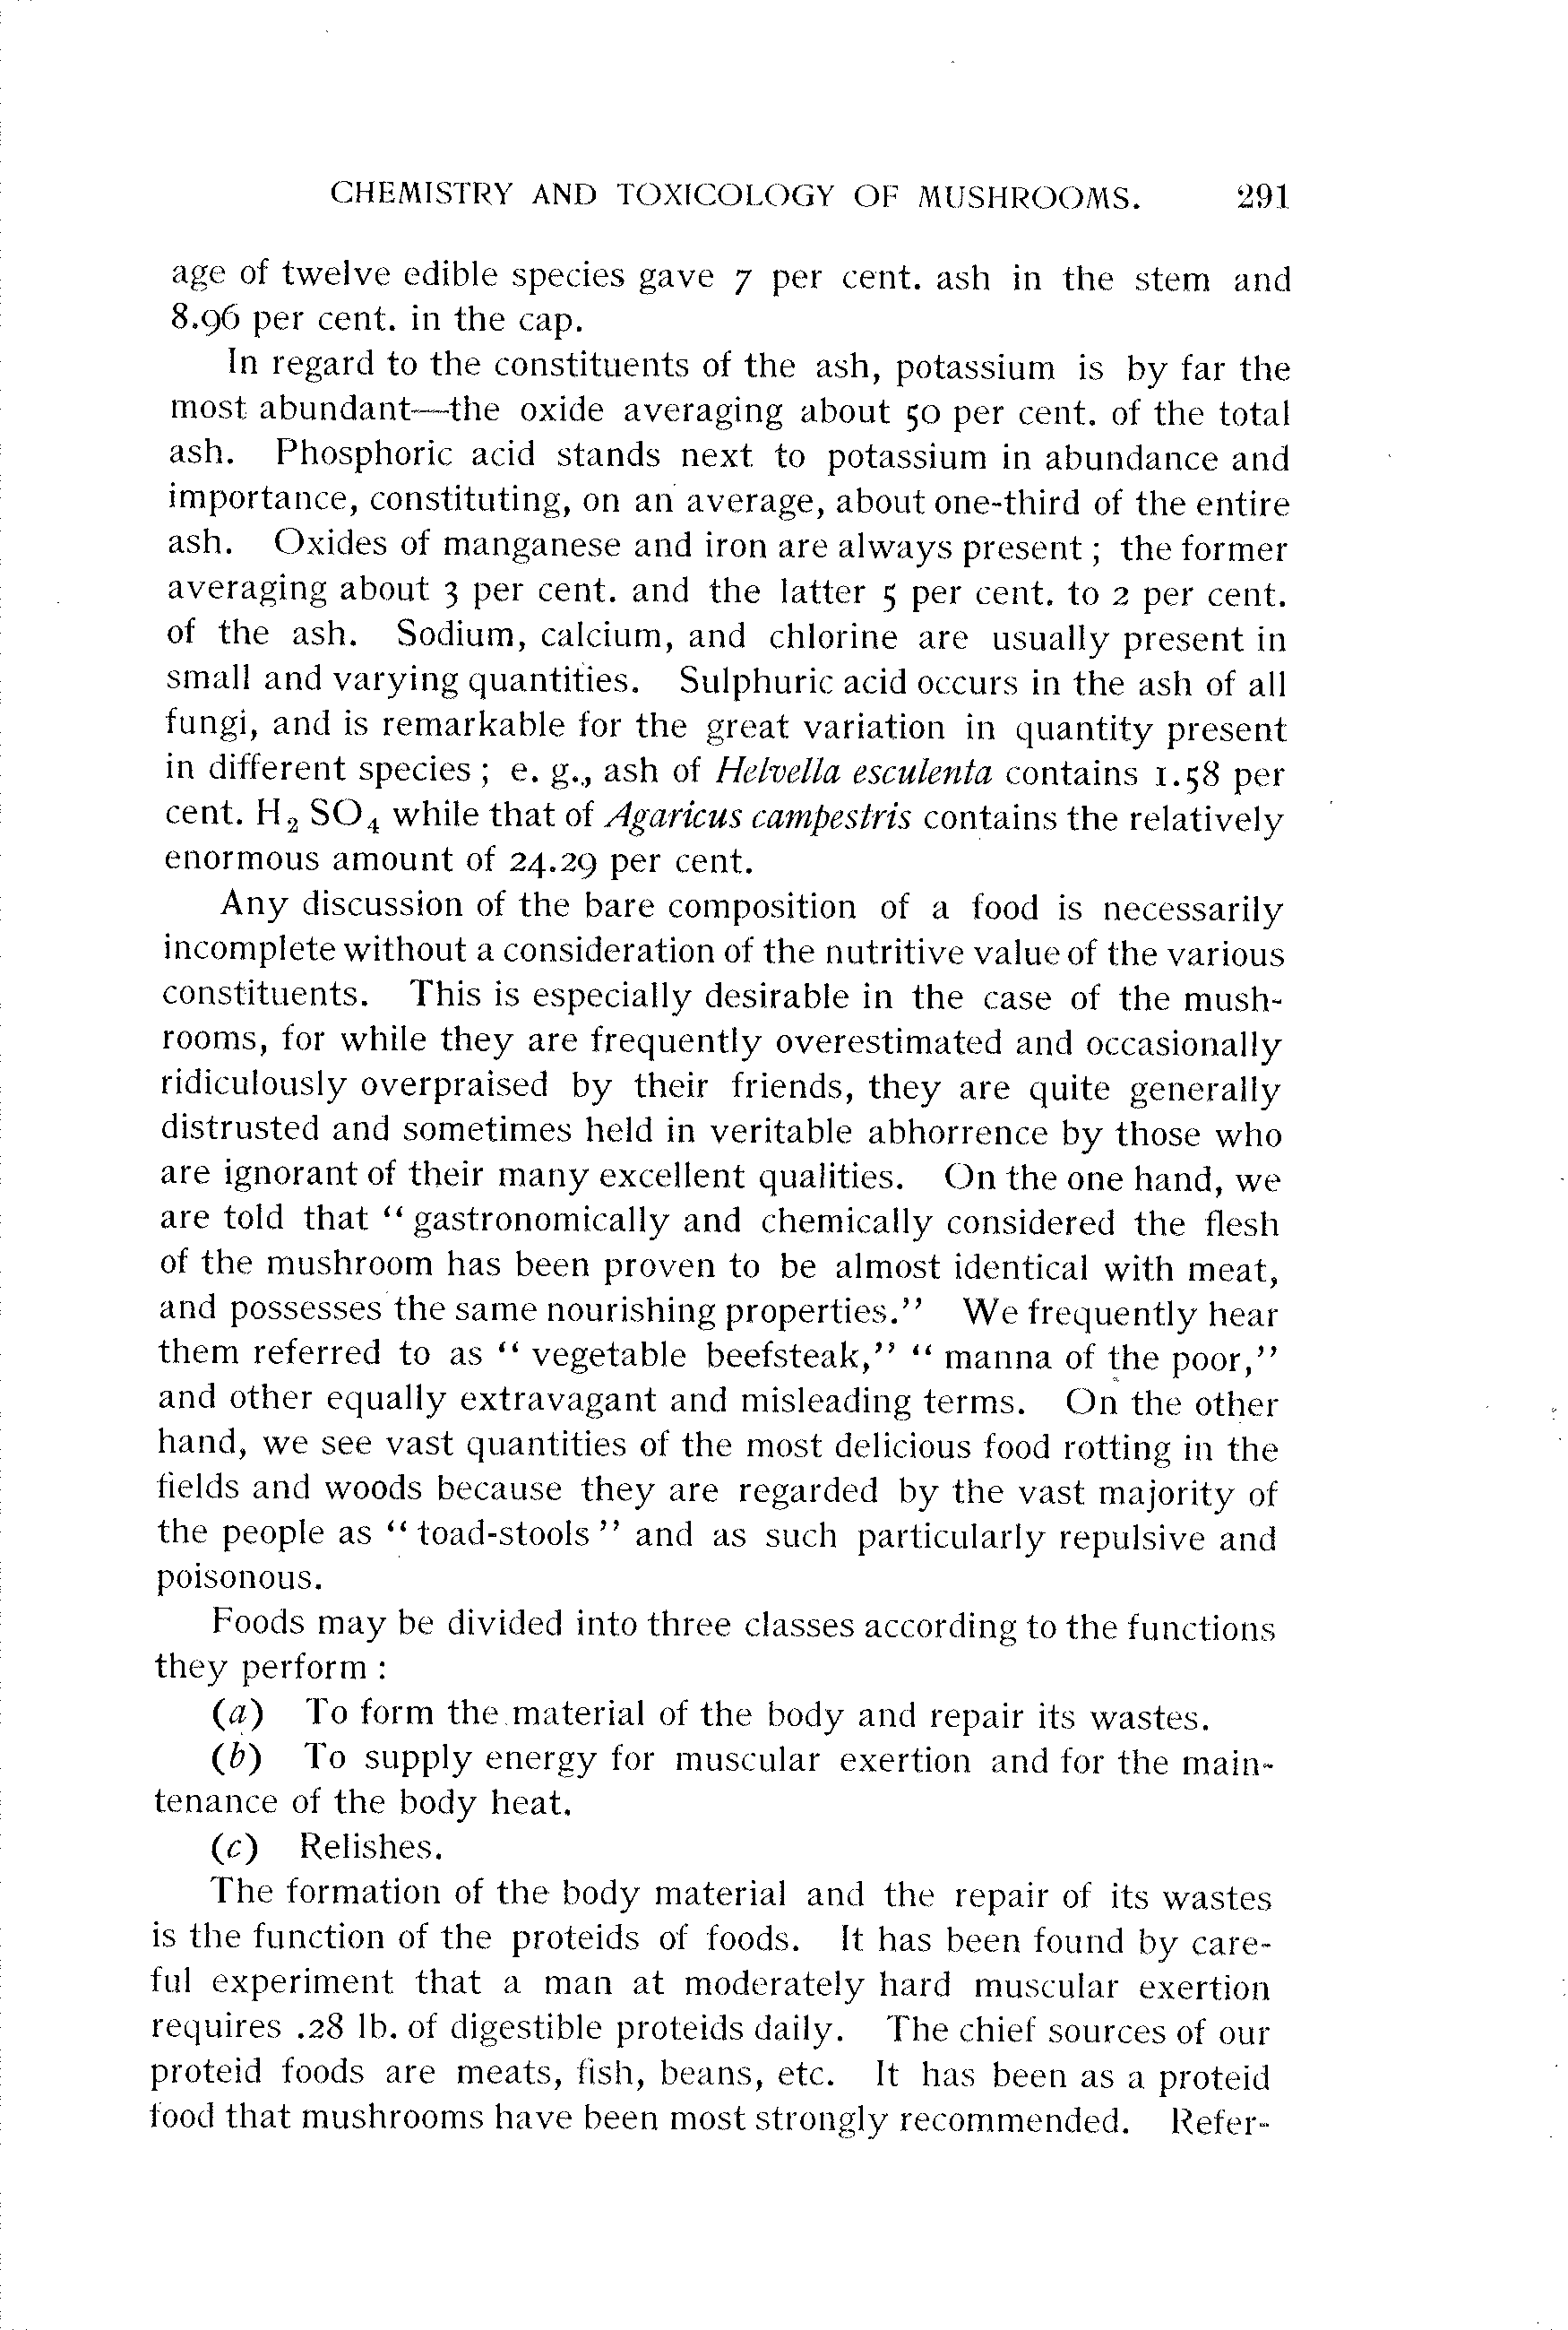 CHEMISTRY AND TOXICOLOGY OF MUSHROOMS. 291
age of twelve edible species gave 7 per cent. ash in the stem and
8.96 per cent. in the cap.
In regard to the constituents of the ash, potassium is by far the
most abundant—the oxide averaging about 50 per cent. of the total
ash. Phosphoric acid stands next to potassium in abundance and
importance, constituting, on an average, about one-third of the entire
ash. Oxides of manganese and iron are always present ; the former
averaging about 3 per cent. and the latter 5 per cent. to 2 per cent.
of the ash. Sodium, calcium, and chlorine are usually present in
small and varying quantities. Sulphuric acid occurs in the ash of all
fungi, and is remarkable for the great variation in quantity present
in different species ; e. g., ash of Helvella esculenta contains 1.58 per
cent. H₂ SO₄ while that of Agaricus campestris contains the relatively
enormous amount of 24.29 per cent.
Any discussion of the bare composition of a food is necessarily
incomplete without a consideration of the nutritive value of the various
constituents. This is especially desirable in the case of the mush-
rooms, for while they are frequently overestimated and occasionally
ridiculously overpraised by their friends, they are quite generally
distrusted and sometimes held in veritable abhorrence by those who
are ignorant of their many excellent qualities. On the one hand, we
are told that “ gastronomically and chemically considered the flesh
of the mushroom has been proven to be almost identical with meat,
and possesses the same nourishing properties.” We frequently hear
them referred to as “ vegetable beefsteak,” “ manna of the poor,”
and other equally extravagant and misleading terms. On the other
hand, we see vast quantities of the most delicious food rotting in the
fields and woods because they are regarded by the vast majority of
the people as “ toad-stools ” and as such particularly repulsive and
poisonous.
Foods may be divided into three classes according to the functions
they perform :
(a) To form the material of the body and repair its wastes.
(b) To supply energy for muscular exertion and for the main-
tenance of the body heat.
(c) Relishes.
The formation of the body material and the repair of its wastes
is the function of the proteids of foods. It has been found by care-
ful experiment that a man at moderately hard muscular exertion
requires .28 lb. of digestible proteids daily. The chief sources of our
proteid foods are meats, fish, beans, etc. It has been as a proteid
food that mushrooms have been most strongly recommended. Refer-